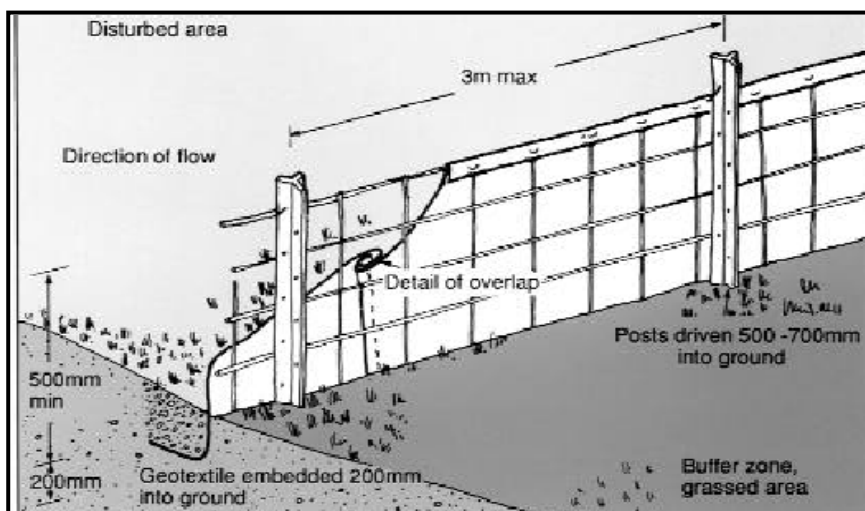 Disturbed area
3m max
Direction of flow
Detail of overlap
Posts driven 500 -700mm
into ground
500mm
min
200mm
Geotextile embedded 200mm
into ground
Buffer zone,
grassed area